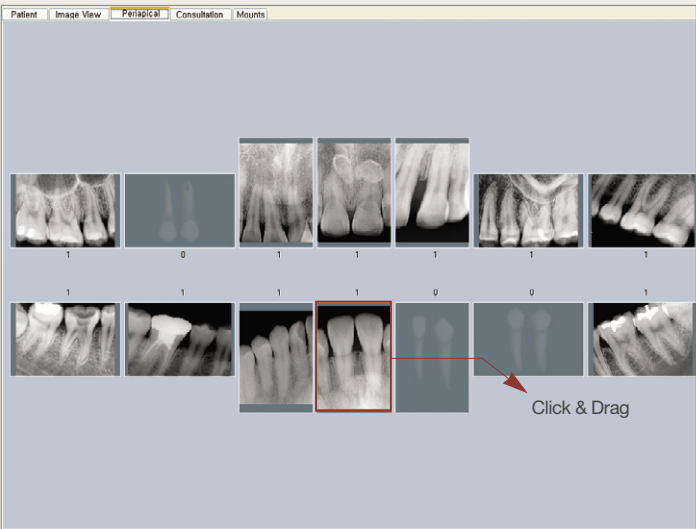 Patient Image View Periapical Consultation Mounts
1 0 1 1 1 1 1
1 1 1 1 0 0 1
Click & Drag